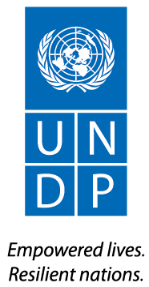 U N
D P
Empowered lives.
Resilient nations.